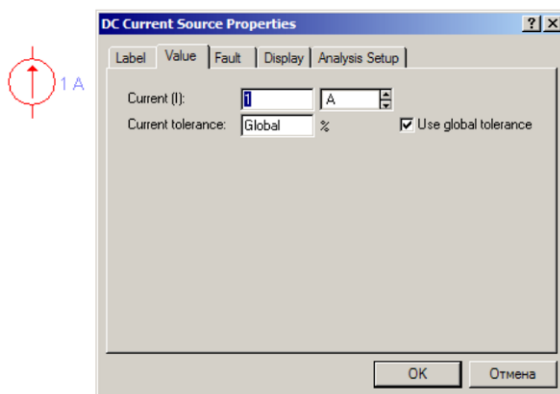 DC Current Source Properties
Label Value Fault Display Analysis Setup
1 A
Current (I): 1 A
Current tolerance: Global % Use global tolerance
OK Отмена